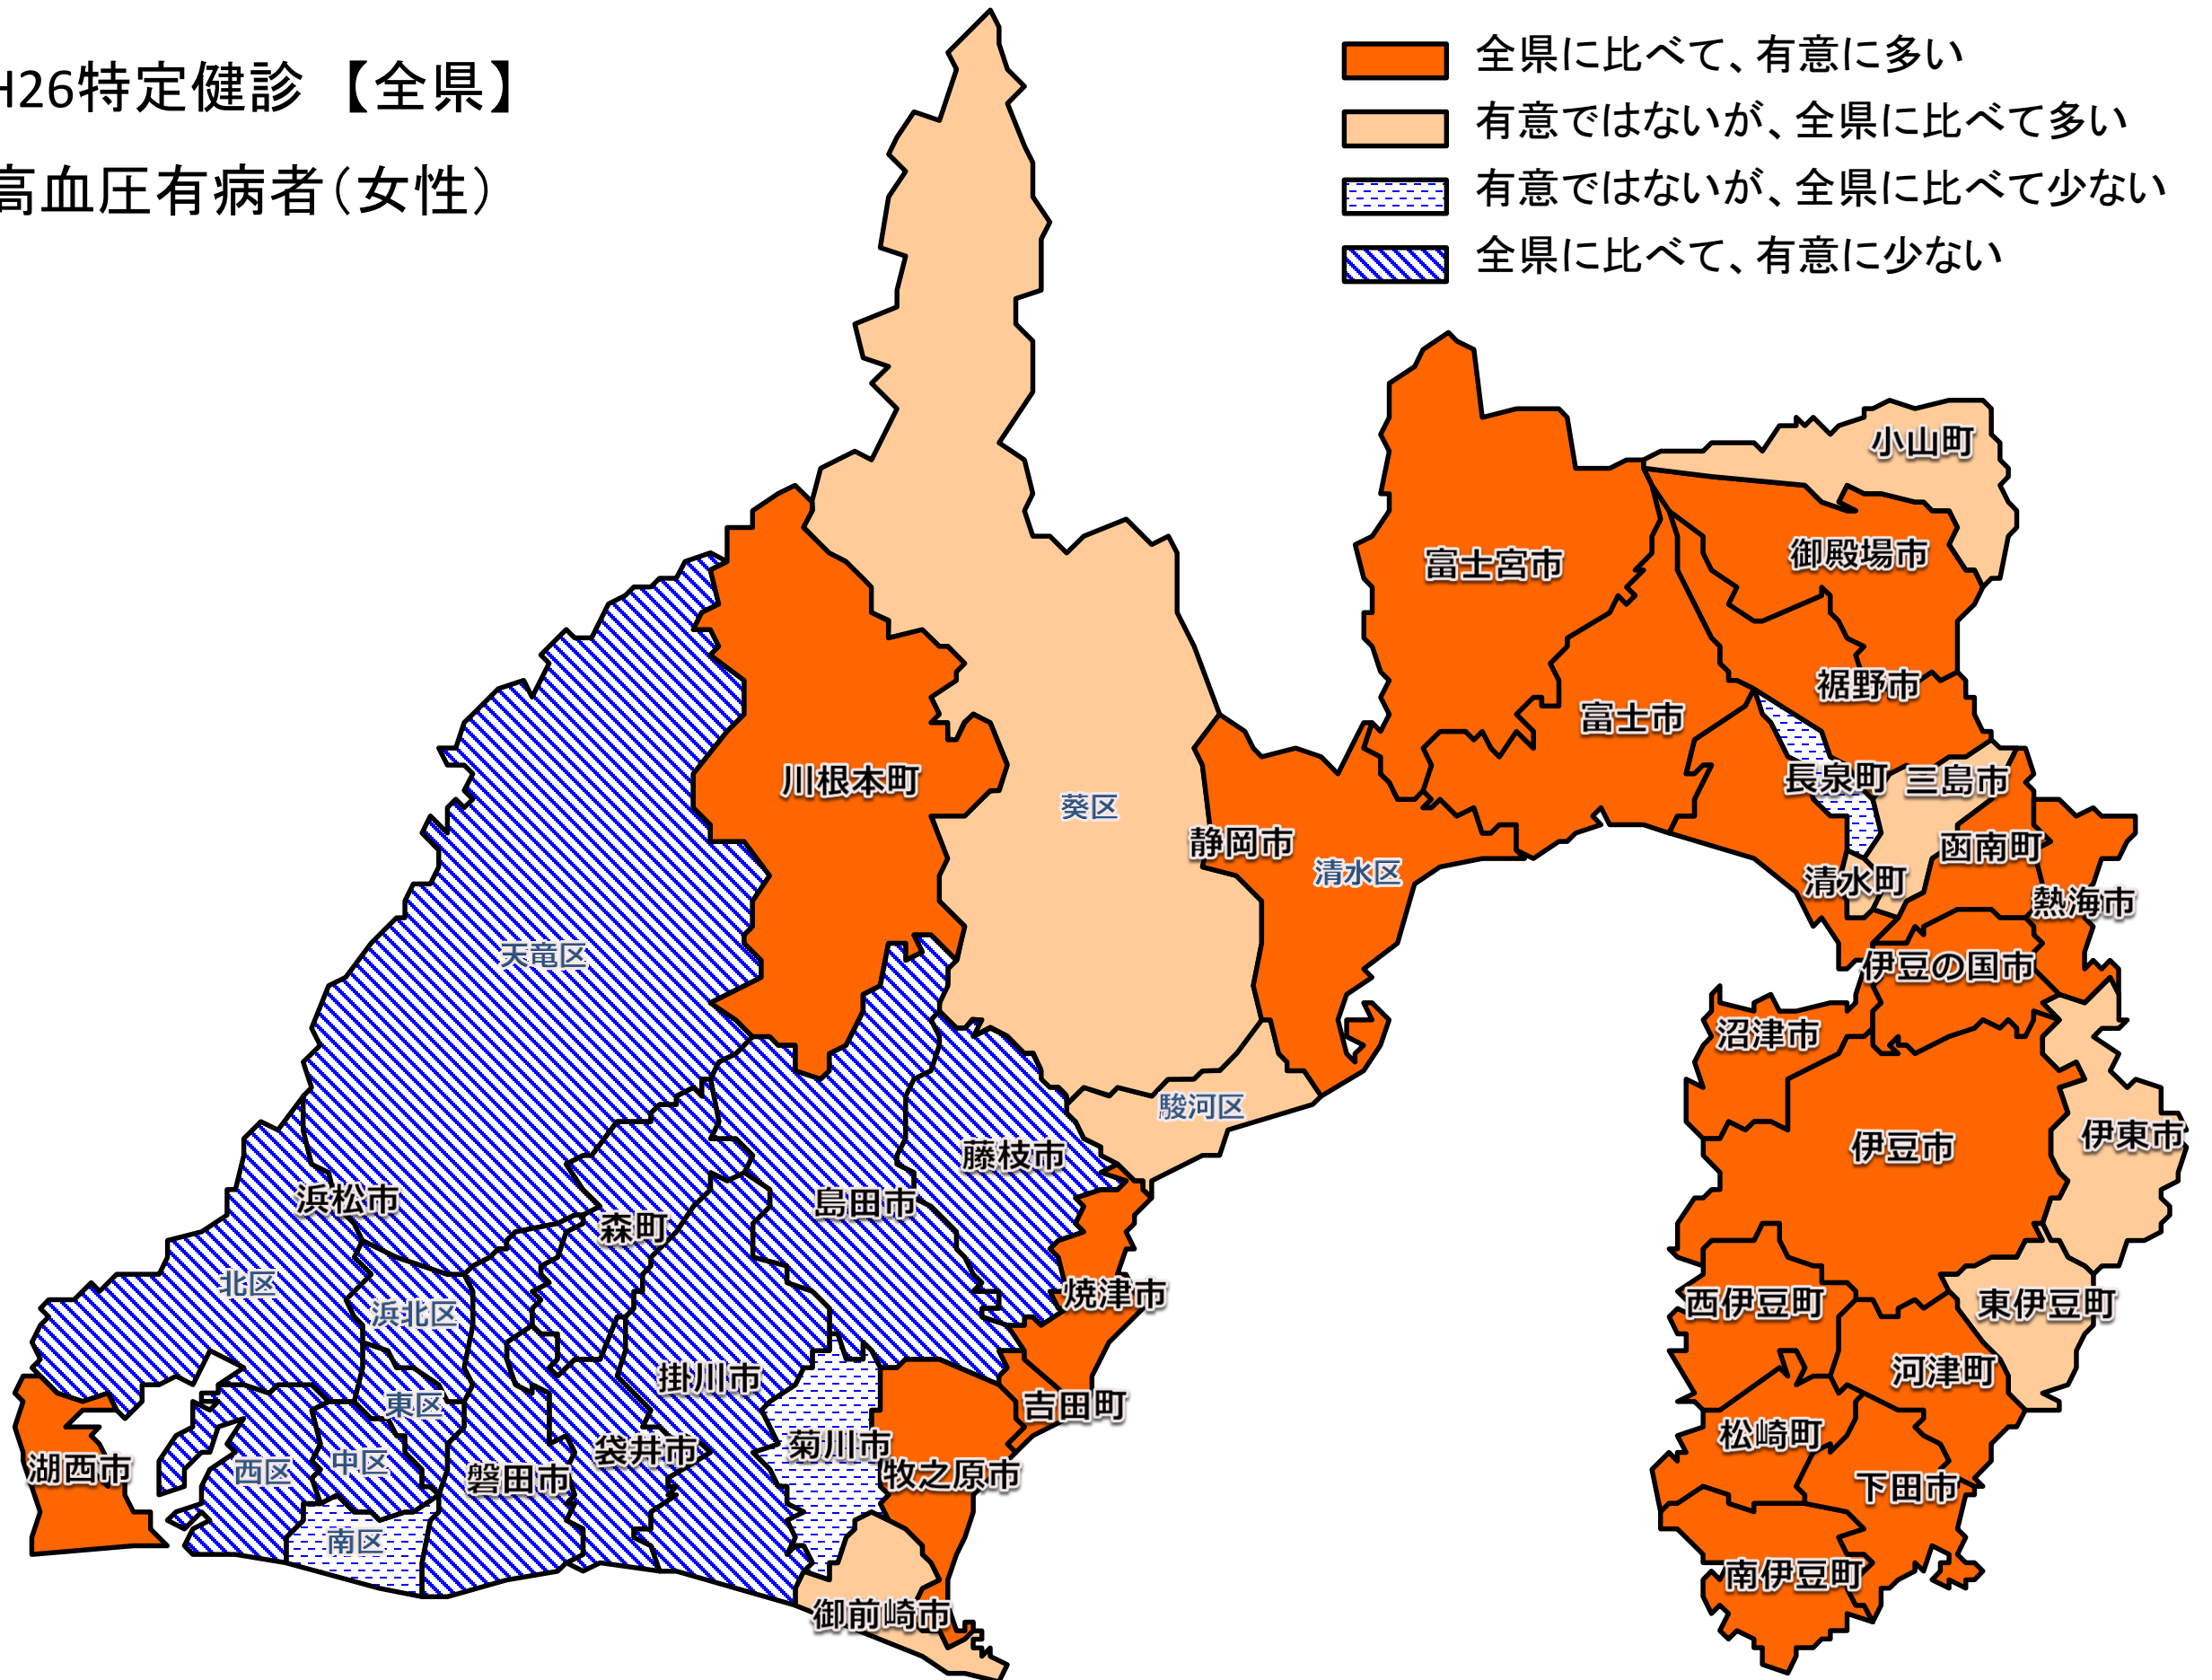 H26特定健診 【全県】
高血圧有病者（女性）
全県に比べて、有意に多い
有意ではないが、全県に比べて多い
有意ではないが、全県に比べて少ない
全県に比べて、有意に少ない
小山町
御殿場市
富士宮市
裾野市
富士市
長泉町
三島市
川根本町
葵区
静岡市
清水区
函南町
清水町
熱海市
天竜区
伊豆の国市
沼津市
駿河区
伊東市
伊豆市
藤枝市
浜松市
島田市
森町
北区
浜北区
焼津市
西伊豆町
東伊豆町
掛川市
河津町
東区
吉田町
松崎町
菊川市
袋井市
中区
西区
湖西市
磐田市
牧之原市
下田市
南区
南伊豆町
御前崎市